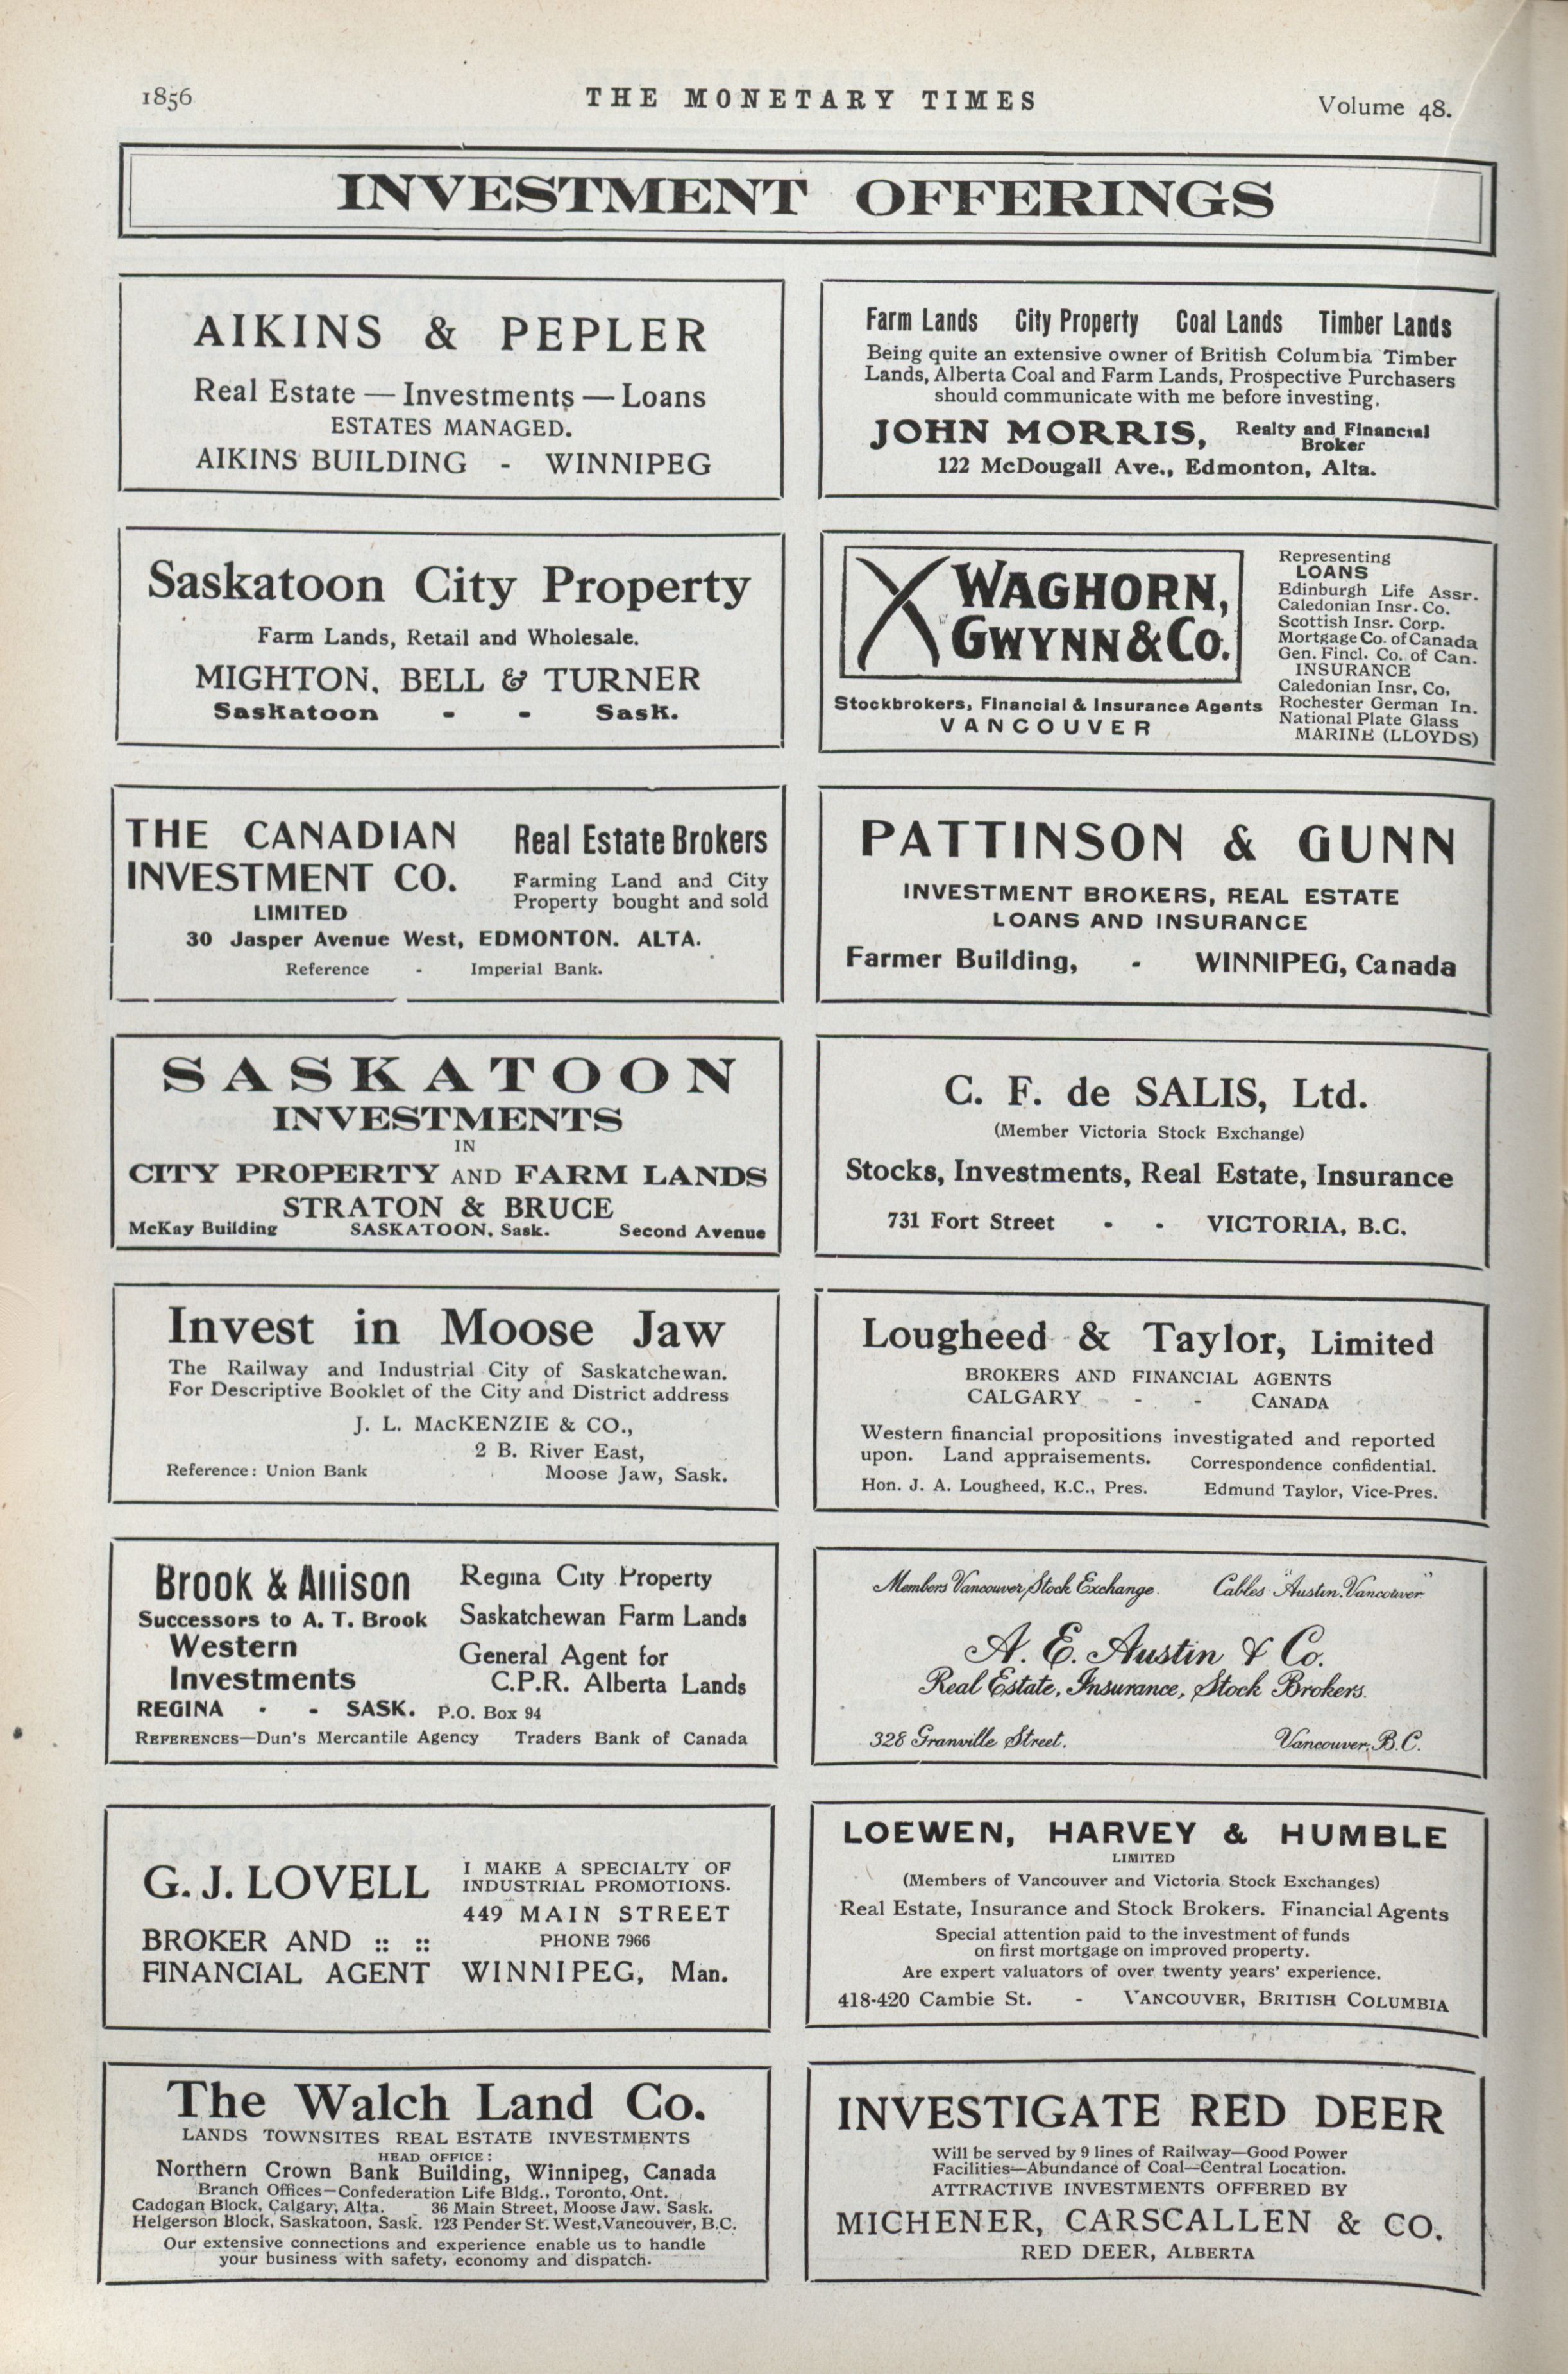 1856
THE MONETARY TIMES
Volume 48.
INVESTMENT OFFERINGS
AIKINS & PEPLER
Real Estate — Investments — Loans
ESTATES MANAGED.
AIKINS BUILDING - WINNIPEG
Farm Lands City Property Coal Lands Timber Lands
Being quite an extensive owner of British Columbia Timber
Lands, Alberta Coal and Farm Lands, Prospective Purchasers
should communicate with me before investing.
JOHN MORRIS, Realty and Financial
Broker
122 McDougall Ave., Edmonton, Alta.
Saskatoon City Property
Farm Lands, Retail and Wholesale.
MIGHTON, BELL & TURNER
Saskatoon - - Sask.
WAGHORN,
GWYNN & Co.
Stockbrokers, Financial & Insurance Agents
VANCOUVER
Representing
LOANS
Edinburgh Life Assr.
Caledonian Insr. Co.
Scottish Insr. Corp.
Mortgage Co. of Canada
Gen. Fincl. Co. of Can.
INSURANCE
Caledonian Insr, Co,
Rochester German In.
National Plate Glass
MARINE (LLOYDS)
THE CANADIAN
INVESTMENT CO.
LIMITED
Real Estate Brokers
Farming Land and City
Property bought and sold
30 Jasper Avenue West, EDMONTON. ALTA.
Reference - Imperial Bank.
PATTINSON & GUNN
INVESTMENT BROKERS, REAL ESTATE
LOANS AND INSURANCE
Farmer Building, - WINNIPEG, Canada
SASKATOON
INVESTMENTS
IN
CITY PROPERTY AND FARM LANDS
STRATON & BRUCE
McKay Building SASKATOON, Sask. Second Avenue
C. F. de SALIS, Ltd.
(Member Victoria Stock Exchange)
Stocks, Investments, Real Estate, Insurance
731 Fort Street - - VICTORIA, B.C.
Invest in Moose Jaw
The Railway and Industrial City of Saskatchewan.
For Descriptive Booklet of the City and District address
J. L. MACKENZIE & CO.,
2 B. River East,
Reference: Union Bank Moose Jaw, Sask.
Lougheed & Taylor, Limited
BROKERS AND FINANCIAL AGENTS
CALGARY - - CANADA
Western financial propositions investigated and reported
upon. Land appraisements. Correspondence confidential.
Hon. J. A. Lougheed, K.C., Pres. Edmund Taylor, Vice-Pres.
Brook & Allison
Successors to A. T. Brook
Western
Investments
REGINA - - SASK. P.O. Box 94
Regina City Property
Saskatchewan Farm Lands
General Agent for
C.P.R. Alberta Lands
REFERENCES—Dun's Mercantile Agency Traders Bank of Canada
Members Vancouver Stock Exchange. Cables "Austin. Vancouver"
A. E. Austin & Co.
Real Estate, Insurance, Stock Brokers.
328 Granville Street. Vancouver, B.C.
G. J. LOVELL
BROKER AND :: ::
FINANCIAL AGENT
I MAKE A SPECIALTY OF
INDUSTRIAL PROMOTIONS.
449 MAIN STREET
PHONE 7966
WINNIPEG, Man.
LOEWEN, HARVEY & HUMBLE
LIMITED
(Members of Vancouver and Victoria Stock Exchanges)
Real Estate, Insurance and Stock Brokers. Financial Agents
Special attention paid to the investment of funds
on first mortgage on improved property.
Are expert valuators of over twenty years' experience.
418-420 Cambie St. - VANCOUVER, BRITISH COLUMBIA
The Walch Land Co.
LANDS TOWNSITES REAL ESTATE INVESTMENTS
HEAD OFFICE:
Northern Crown Bank Building, Winnipeg, Canada
Branch Offices—Confederation Life Bldg., Toronto, Ont.
Cadogan Block, Calgary, Alta. 36 Main Street, Moose Jaw, Sask.
Helgerson Block, Saskatoon, Sask. 123 Pender St. West, Vancouver, B.C.
Our extensive connections and experience enable us to handle
your business with safety, economy and dispatch.
INVESTIGATE RED DEER
Will be served by 9 lines of Railway—Good Power
Facilities—Abundance of Coal—Central Location.
ATTRACTIVE INVESTMENTS OFFERED BY
MICHENER, CARSCALLEN & CO.
RED DEER, ALBERTA